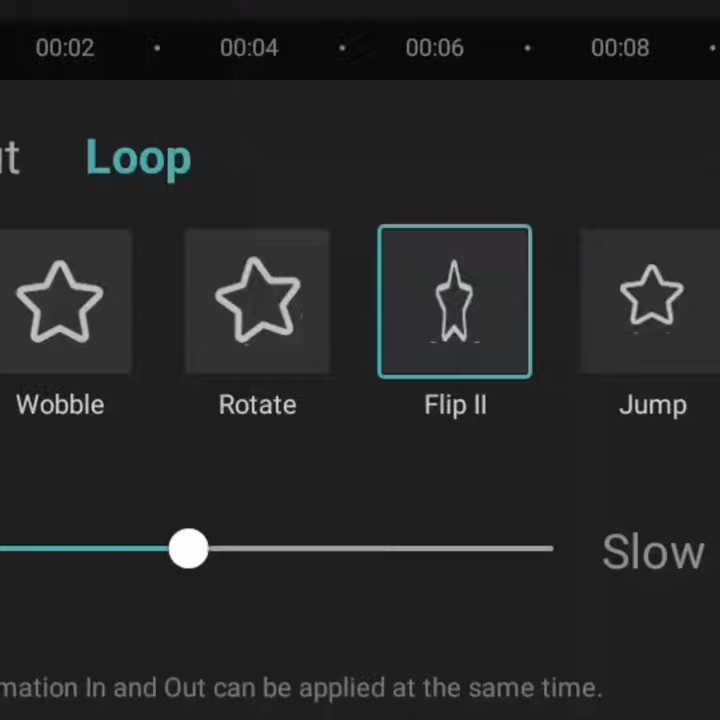 00:02 00:04 00:06 00:08
Loop
Wobble Rotate Flip II Jump
Slow
In and Out can be applied at the same time.